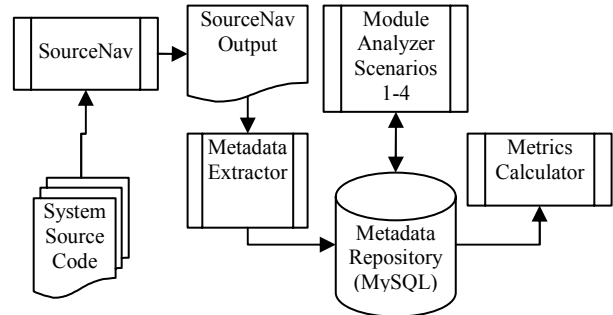 SourceNav
SourceNav
Output
Module
Analyzer
Scenarios
1-4
Metadata
Extractor
Metrics
Calculator
System
Source
Code
Metadata
Repository
(MySQL)